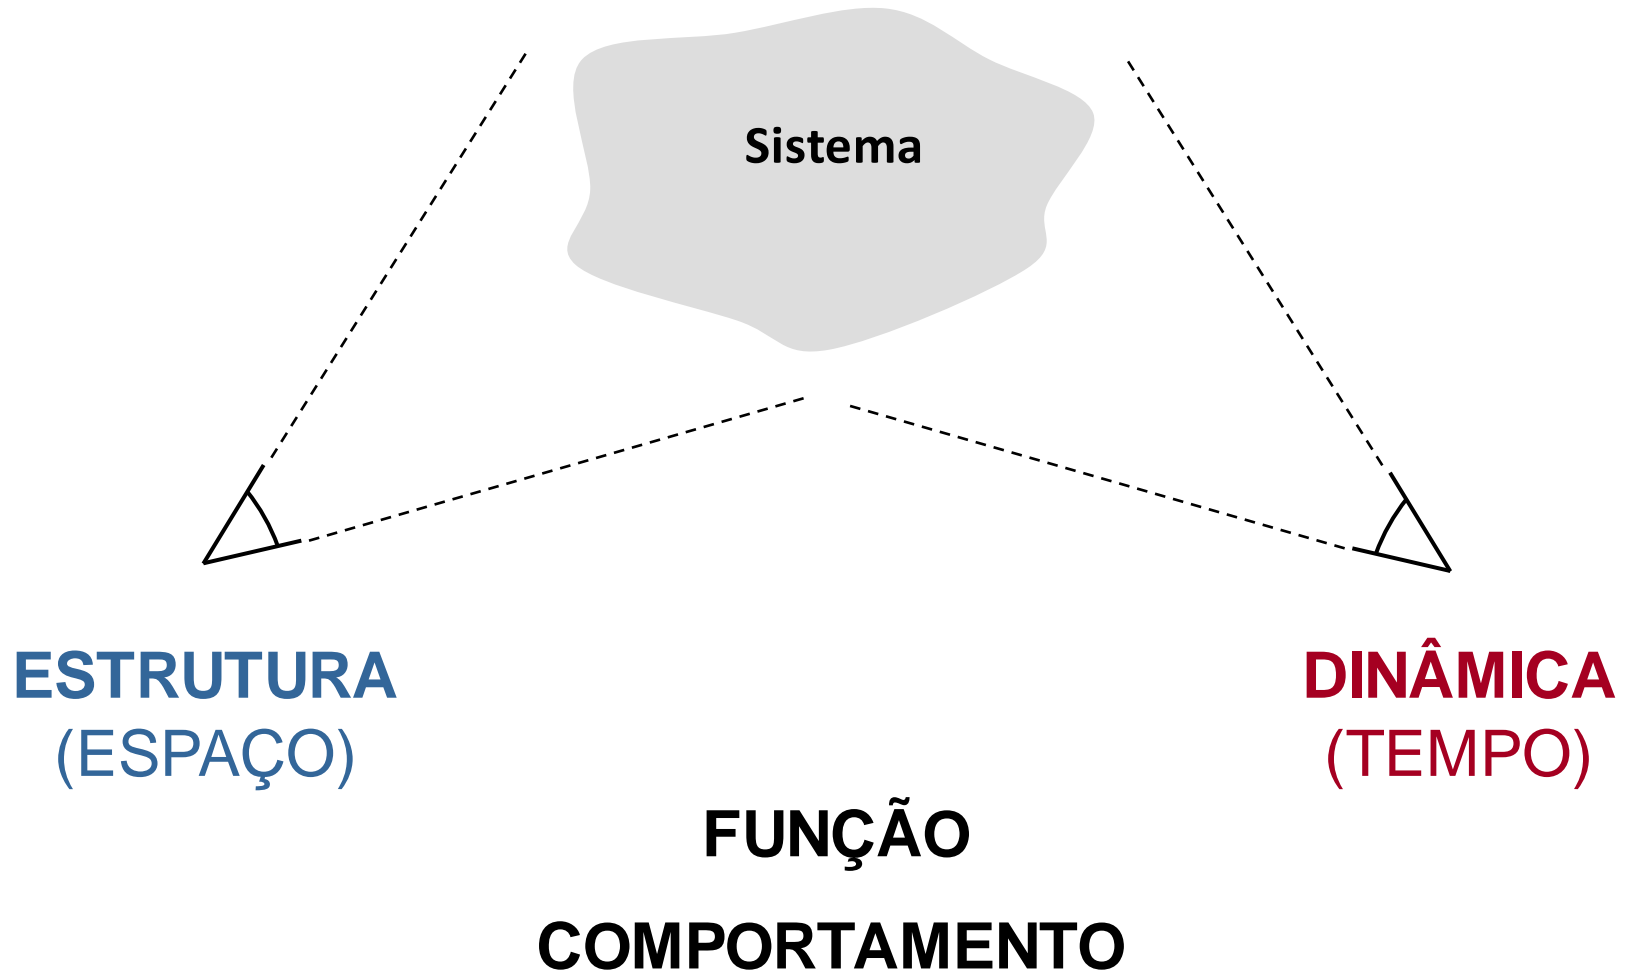 Sistema
ESTRUTURA
(ESPAÇO)
DINÂMICA
(TEMPO)
FUNÇÃO
COMPORTAMENTO